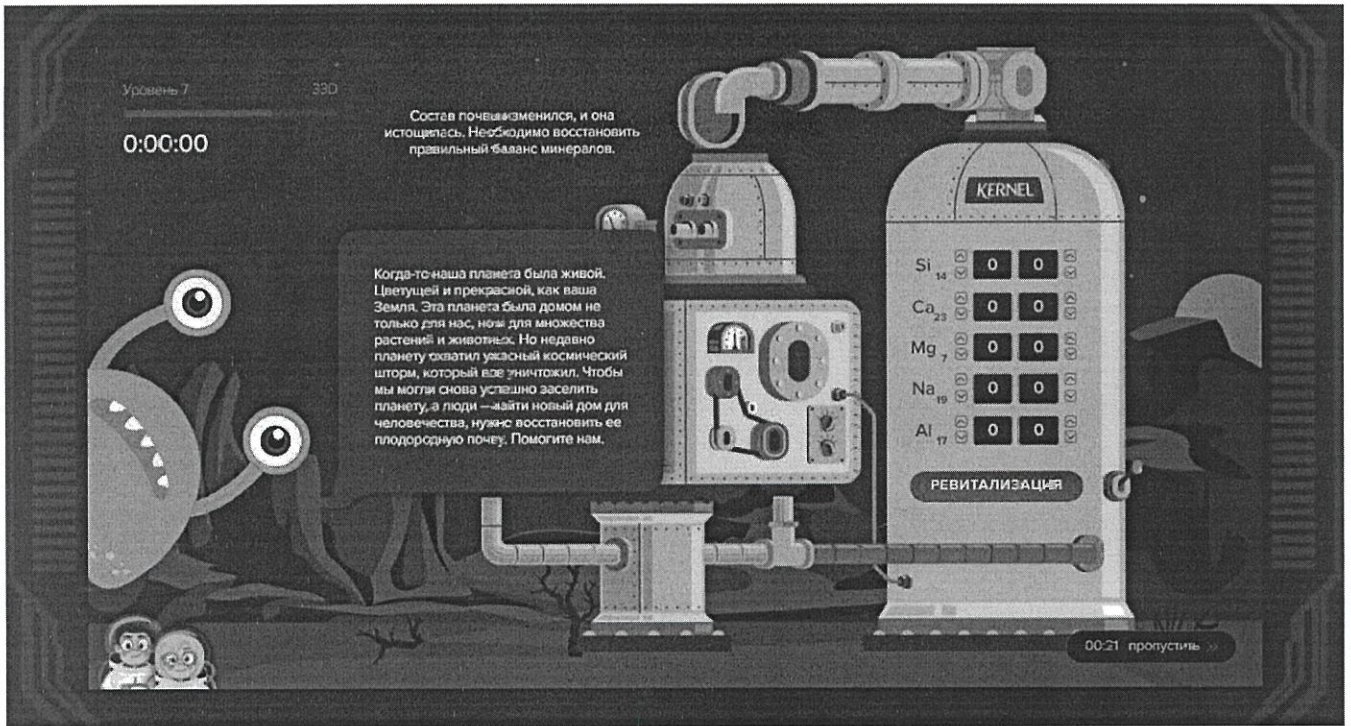 Уровень 7 33D
0:00:00
Состав почвы изменился, и она
истощилась. Необходимо восстановить
правильный баланс минералов.
KERNEL
Когда-то наша планета была живой.
Цветущей и прекрасной, как ваша
Земля. Эта планета была домом не
только для нас, но и для множества
растений и животных. Но недавно
планету охватил ужасный космический
шторм, который все уничтожил. Чтобы
мы могли снова успешно заселить
планету, а люди — найти новый дом для
человечества, нужно восстановить ее
плодородную почву. Помогите нам.
Si 14 0 0
Ca 23 0 0
Mg 7 0 0
Na 19 0 0
Al 17 0 0
РЕВИТАЛИЗАЦИЯ
00:21 пропустить »